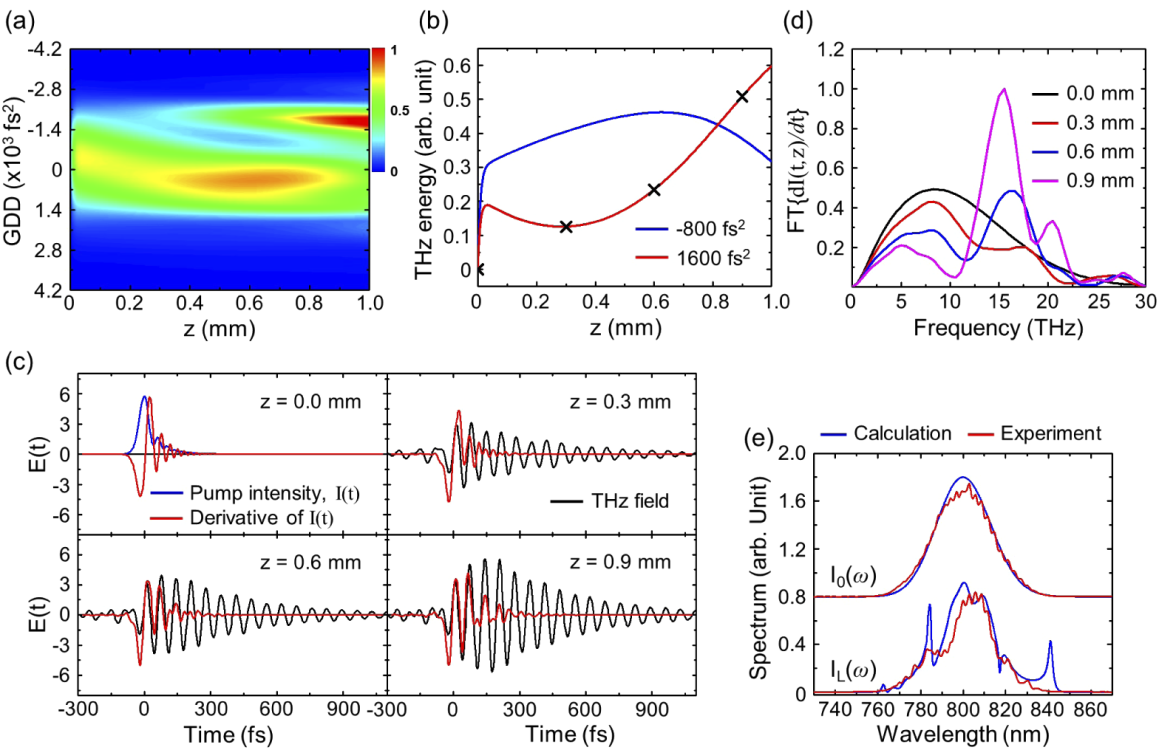 (a)
-4.2
-2.8
-1.4
0
1.4
2.8
4.2
GDD (x10³ fs²)
0.0 0.2 0.4 0.6 0.8 1.0
z (mm)
1
0.5
0
(b)
0.6
0.5
0.4
0.3
0.2
0.1
0
THz energy (arb. unit)
-800 fs²
1600 fs²
0.0 0.2 0.4 0.6 0.8 1.0
z (mm)
(d)
1.2
1.0
0.8
0.6
0.4
0.2
FT{dI(t,z)/dt}
0.0 mm
0.3 mm
0.6 mm
0.9 mm
0 5 10 15 20 25 30
Frequency (THz)
(c)
E(t)
6
3
0
-3
-6
z = 0.0 mm
Pump intensity, I(t)
Derivative of I(t)
z = 0.3 mm
THz field
E(t)
6
3
0
-3
-6
z = 0.6 mm
z = 0.9 mm
-300 0 300 600 900
-300 0 300 600 900
Time (fs)
Time (fs)
(e)
Calculation
Experiment
Spectrum (arb. Unit)
2.0
1.6
1.2
0.8
0.4
0
I₀(ω)
I_L(ω)
740 760 780 800 820 840 860
Wavelength (nm)